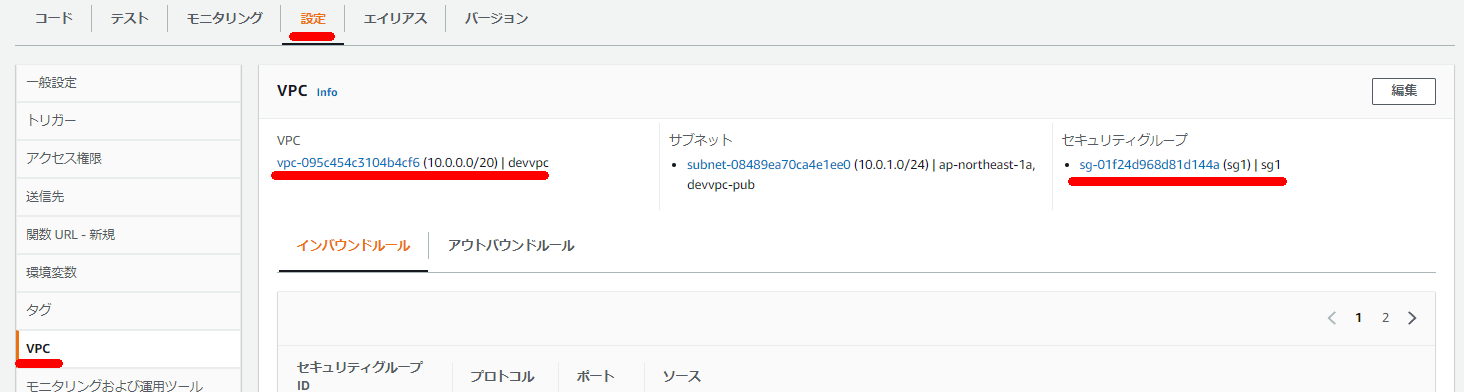 コード テスト モニタリング 設定 エイリアス バージョン
一般設定
トリガー
アクセス権限
送信先
関数 URL - 新規
環境変数
タグ
VPC
モニタリングおよび運用ツール
VPC Info 編集
VPC
vpc-095c454c3104b4cf6 (10.0.0.0/20) | devvpc
サブネット
• subnet-08489ea70ca4e1ee0 (10.0.1.0/24) | ap-northeast-1a,
devvpc-pub
セキュリティグループ
• sg-01f24d968d81d144a (sg1) | sg1
インバウンドルール アウトバウンドルール
1 2
セキュリティグループ
ID
プロトコル ポート ソース